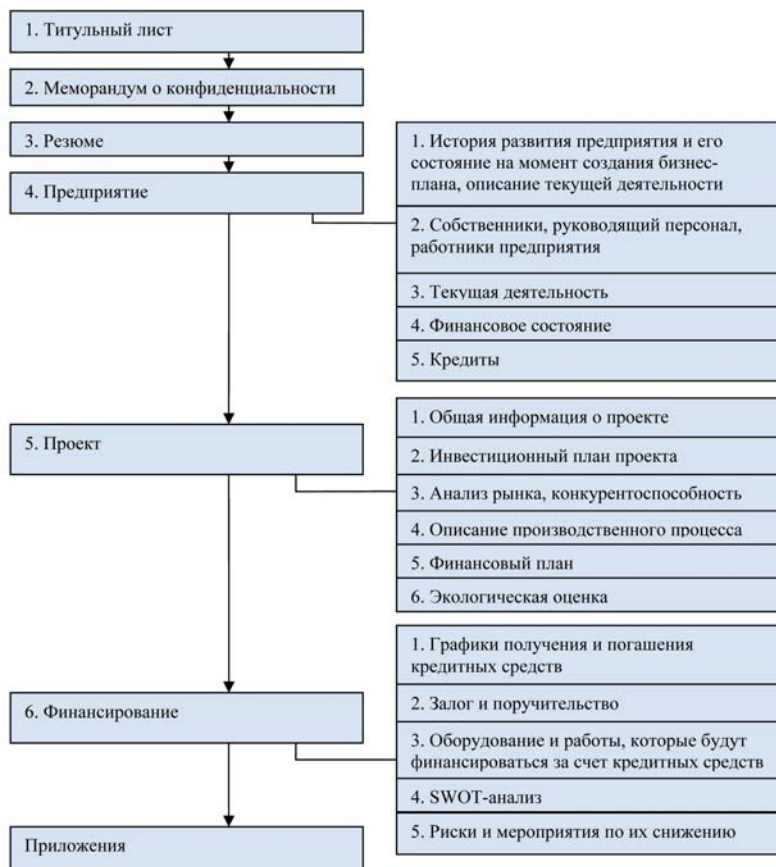 1. Титульный лист
2. Меморандум о конфиденциальности
3. Резюме
4. Предприятие
1. История развития предприятия и его
состояние на момент создания бизнес-
плана, описание текущей деятельности
2. Собственники, руководящий персонал,
работники предприятия
3. Текущая деятельность
4. Финансовое состояние
5. Кредиты
5. Проект
1. Общая информация о проекте
2. Инвестиционный план проекта
3. Анализ рынка, конкурентоспособность
4. Описание производственного процесса
5. Финансовый план
6. Экологическая оценка
6. Финансирование
1. Графики получения и погашения
кредитных средств
2. Залог и поручительство
3. Оборудование и работы, которые будут
финансироваться за счет кредитных средств
4. SWOT-анализ
5. Риски и мероприятия по их снижению
Приложения